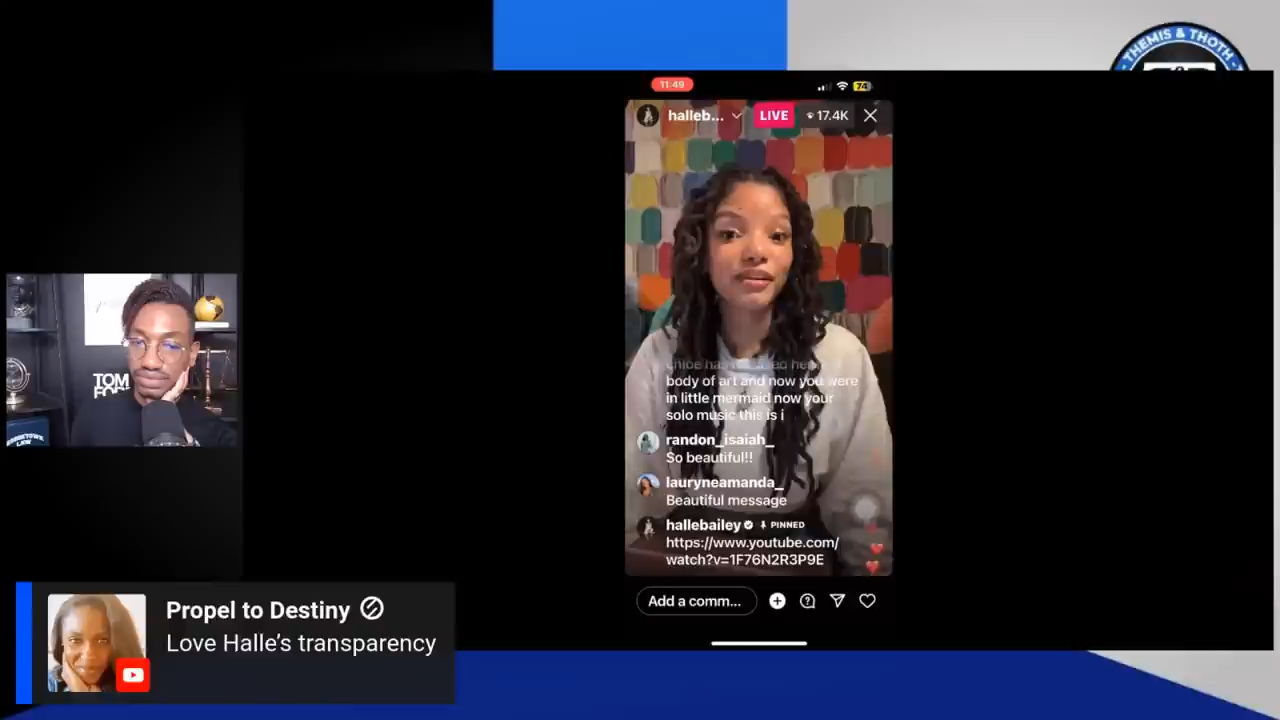 THEMIS & THOTH
11:49
74
halleb...
LIVE
17.4K
body of art and now you were
in little mermaid now your
solo music this is i
randon_isaiah_
So beautiful!!
lauryneamanda_
Beautiful message
hallebailey PINNED
https://www.youtube.com/
watch?v=1F76N2R3P9E
Add a comm...
TOM
Propel to Destiny
Love Halle's transparency